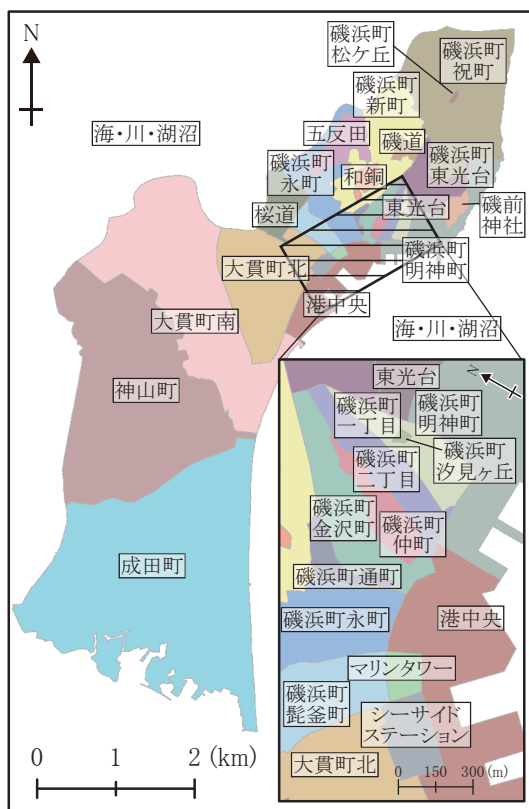 N
磯浜町
松ケ丘
磯浜町
祝町
磯浜町
新町
海・川・湖沼
五反田
磯道
磯浜町
東光台
磯浜町
永町
和銅
桜道
東光台
磯前
神社
大貫町北
磯浜町
明神町
港中央
大貫町南
海・川・湖沼
神山町
成田町
東光台
N
磯浜町
一丁目
磯浜町
明神町
磯浜町
汐見ヶ丘
磯浜町
二丁目
磯浜町
金沢町
磯浜町
仲町
磯浜町通町
磯浜町永町
港中央
マリンタワー
磯浜町
髭釜町
シーサイド
ステーション
大貫町北
0 150 300 (m)
0 1 2 (km)